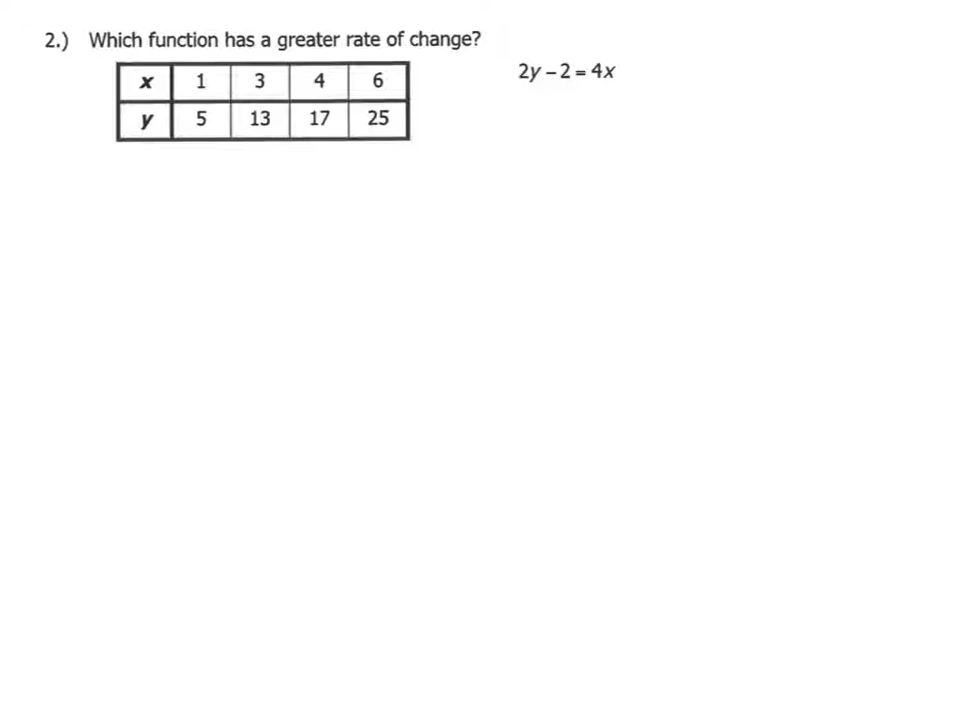 2.) Which function has a greater rate of change?
2y – 2 = 4x
x 1 3 4 6
y 5 13 17 25